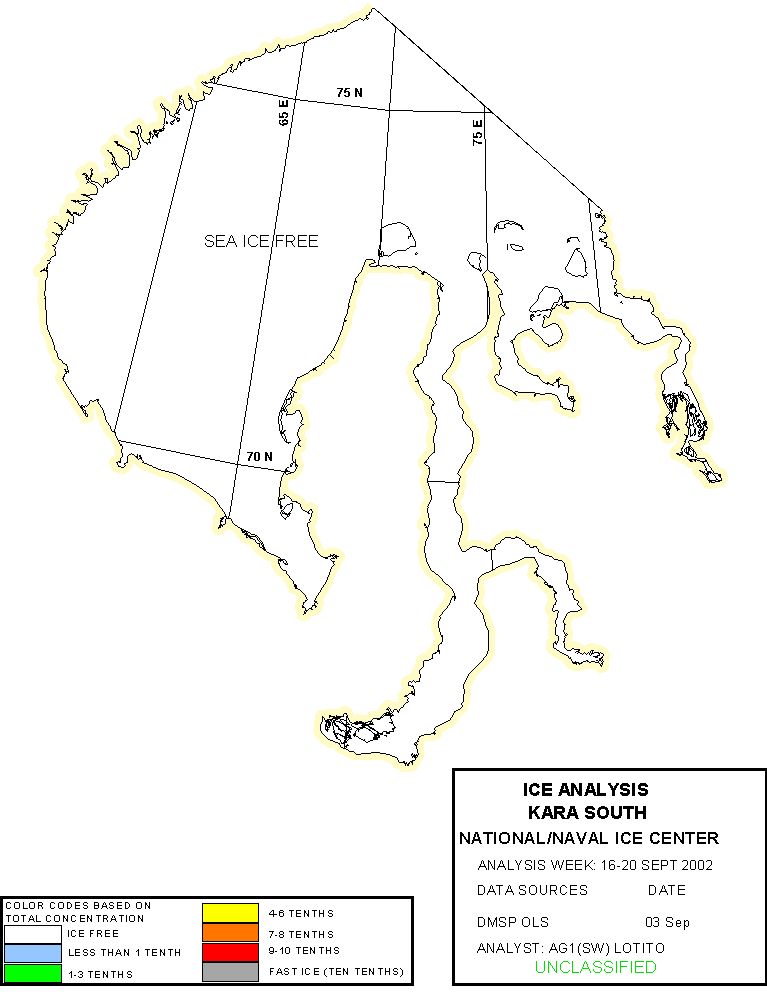 75 N
65 E
75 E
SEA ICE FREE
70 N
ICE ANALYSIS
KARA SOUTH
NATIONAL/NAVAL ICE CENTER
ANALYSIS WEEK: 16-20 SEPT 2002
DATA SOURCES DATE
DMSP OLS 03 Sep
ANALYST: AG1(SW) LOTITO
UNCLASSIFIED
COLOR CODES BASED ON
TOTAL CONCENTRATION
ICE FREE
LESS THAN 1 TENTH
1-3 TENTHS
4-6 TENTHS
7-8 TENTHS
9-10 TENTHS
FAST ICE (TEN TENTHS)